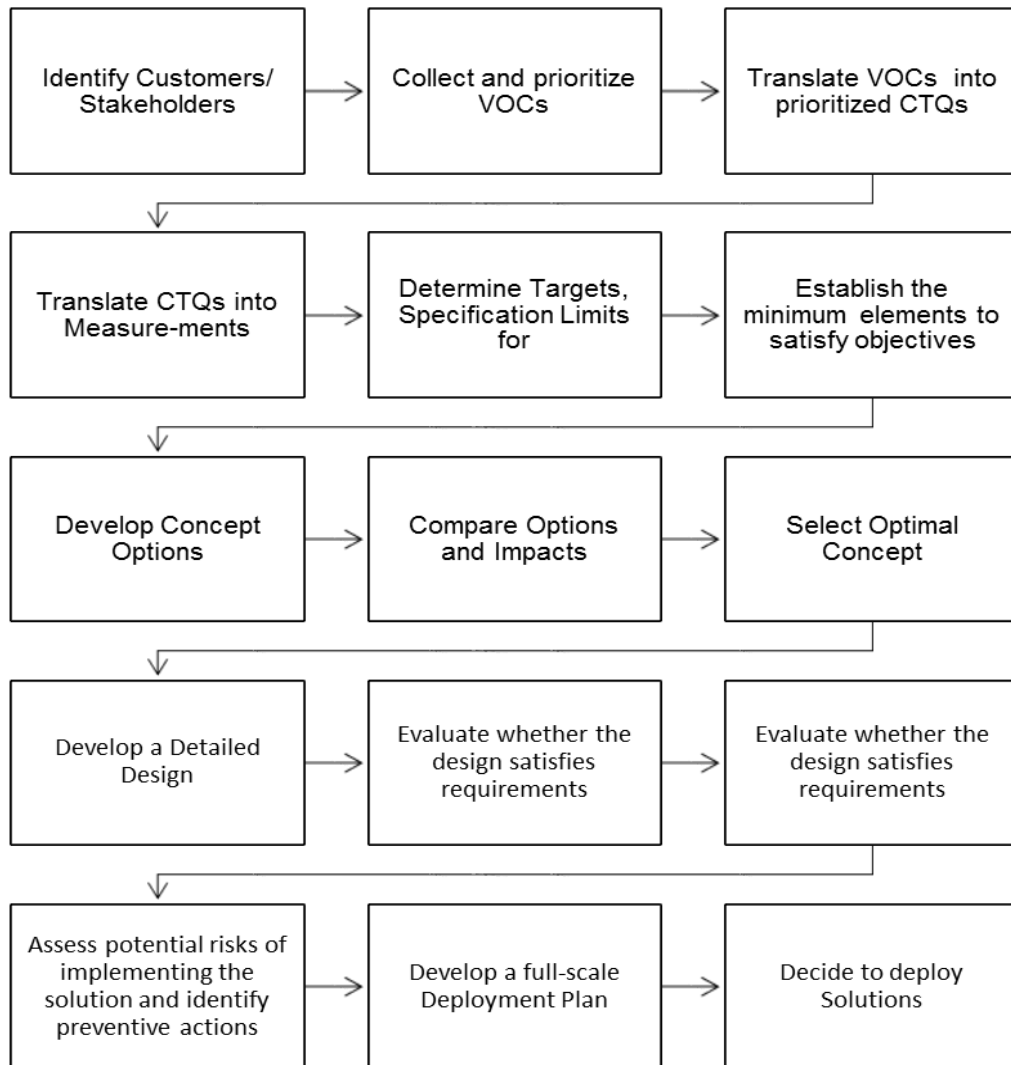 Identify Customers/
Stakeholders
Collect and prioritize
VOCs
Translate VOCs into
prioritized CTQs
Translate CTQs into
Measure-ments
Determine Targets,
Specification Limits
for
Establish the
minimum elements to
satisfy objectives
Develop Concept
Options
Compare Options
and Impacts
Select Optimal
Concept
Develop a Detailed
Design
Evaluate whether the
design satisfies
requirements
Evaluate whether the
design satisfies
requirements
Assess potential risks of
implementing the
solution and identify
preventive actions
Develop a full-scale
Deployment Plan
Decide to deploy
Solutions